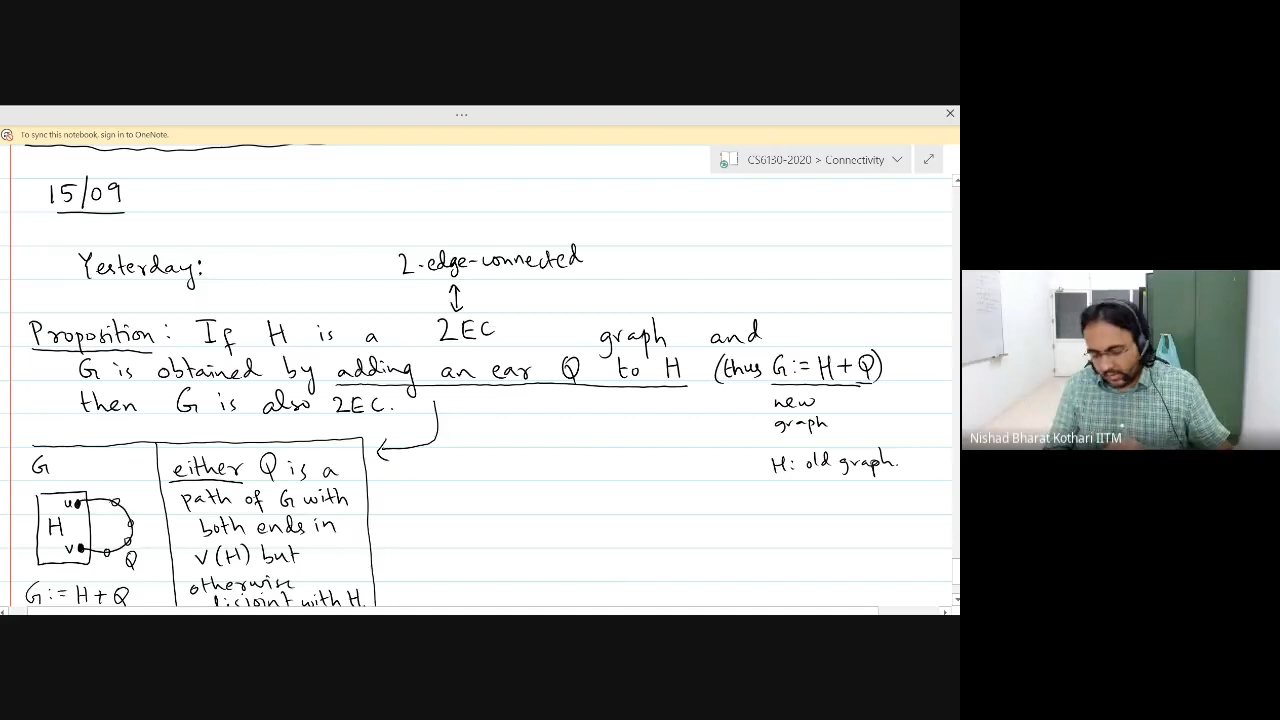 ...
To sync this notebook, sign in to OneNote.
CS6130-2020 > Connectivity
15/09
Yesterday:
2-edge-connected
↕
Proposition: If H is a 2EC graph and
G is obtained by adding an ear Q to H (thus G := H+Q)
then G is also 2EC.
new
graph
H: old graph.
G
u
H
v
Q
G := H+Q
either Q is a
path of G with
both ends in
V(H) but
otherwise
disjoint with H.
Nishad Bharat Kothari IITM